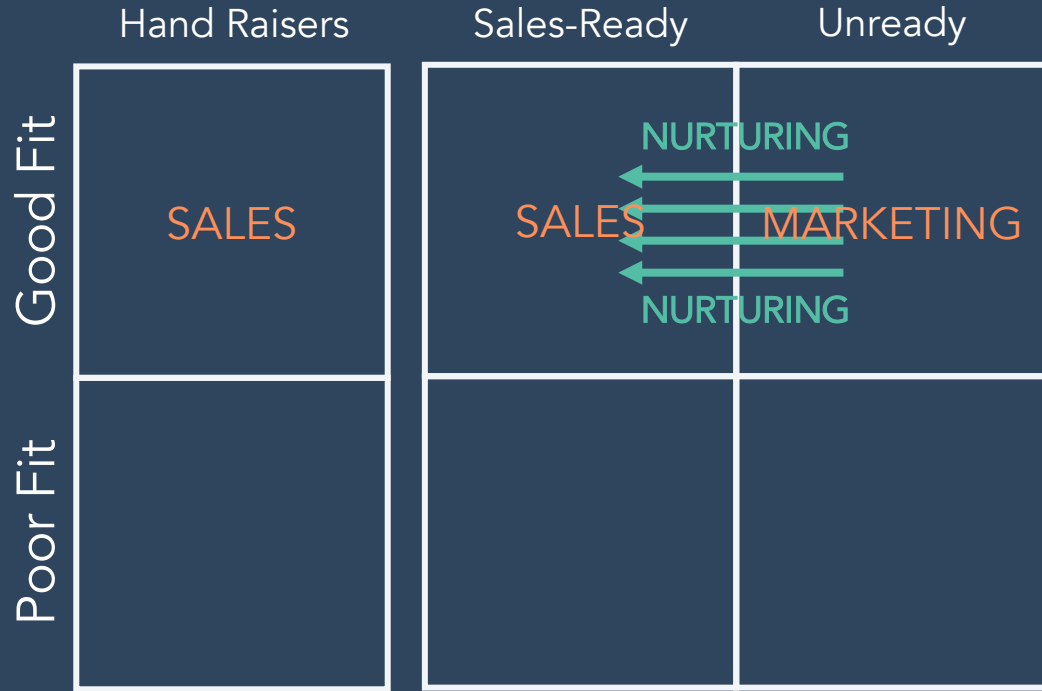 Hand Raisers
Sales-Ready
Unready
Good Fit
NURTURING
SALES
SALES
MARKETING
NURTURING
Poor Fit